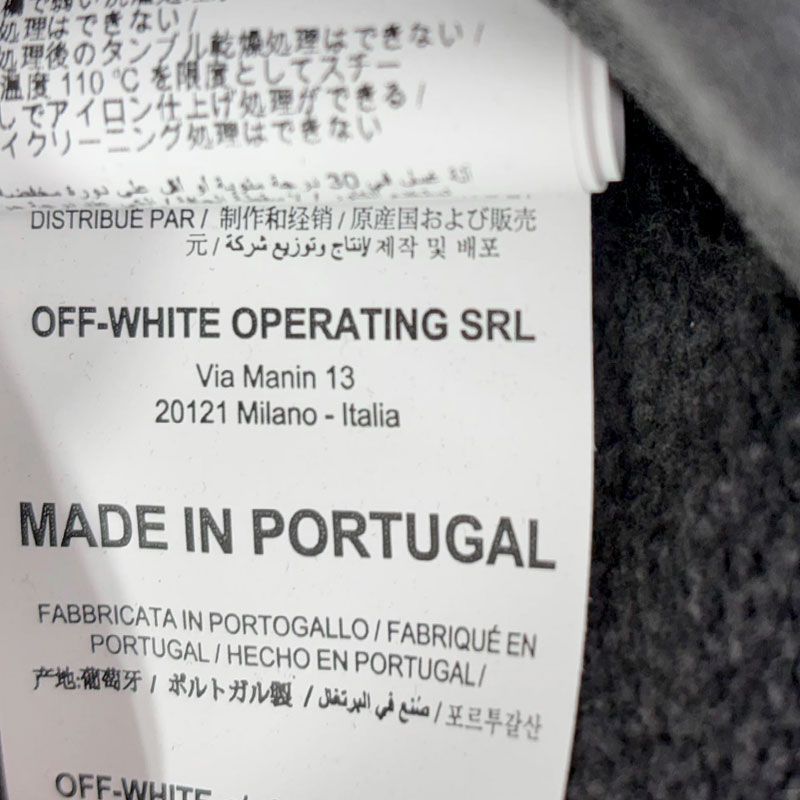 処理はできない/
処理後のタンブル乾燥処理はできない/
温度 110 ℃ を限度としてスチー
しでアイロン仕上げ処理ができる/
イクリーニング処理はできない
DISTRIBUÉ PAR / 制作和经销 / 原産国および販売
元 / إنتاج وتوزيع شركة / 제작 및 배포
OFF-WHITE OPERATING SRL
Via Manin 13
20121 Milano - Italia
MADE IN PORTUGAL
FABBRICATA IN PORTOGALLO / FABRIQUÉ EN
PORTUGAL / HECHO EN PORTUGAL /
产地:葡萄牙 / ポルトガル製 / صُنع في البرتغال / 포르투갈산
OFF-WHITE